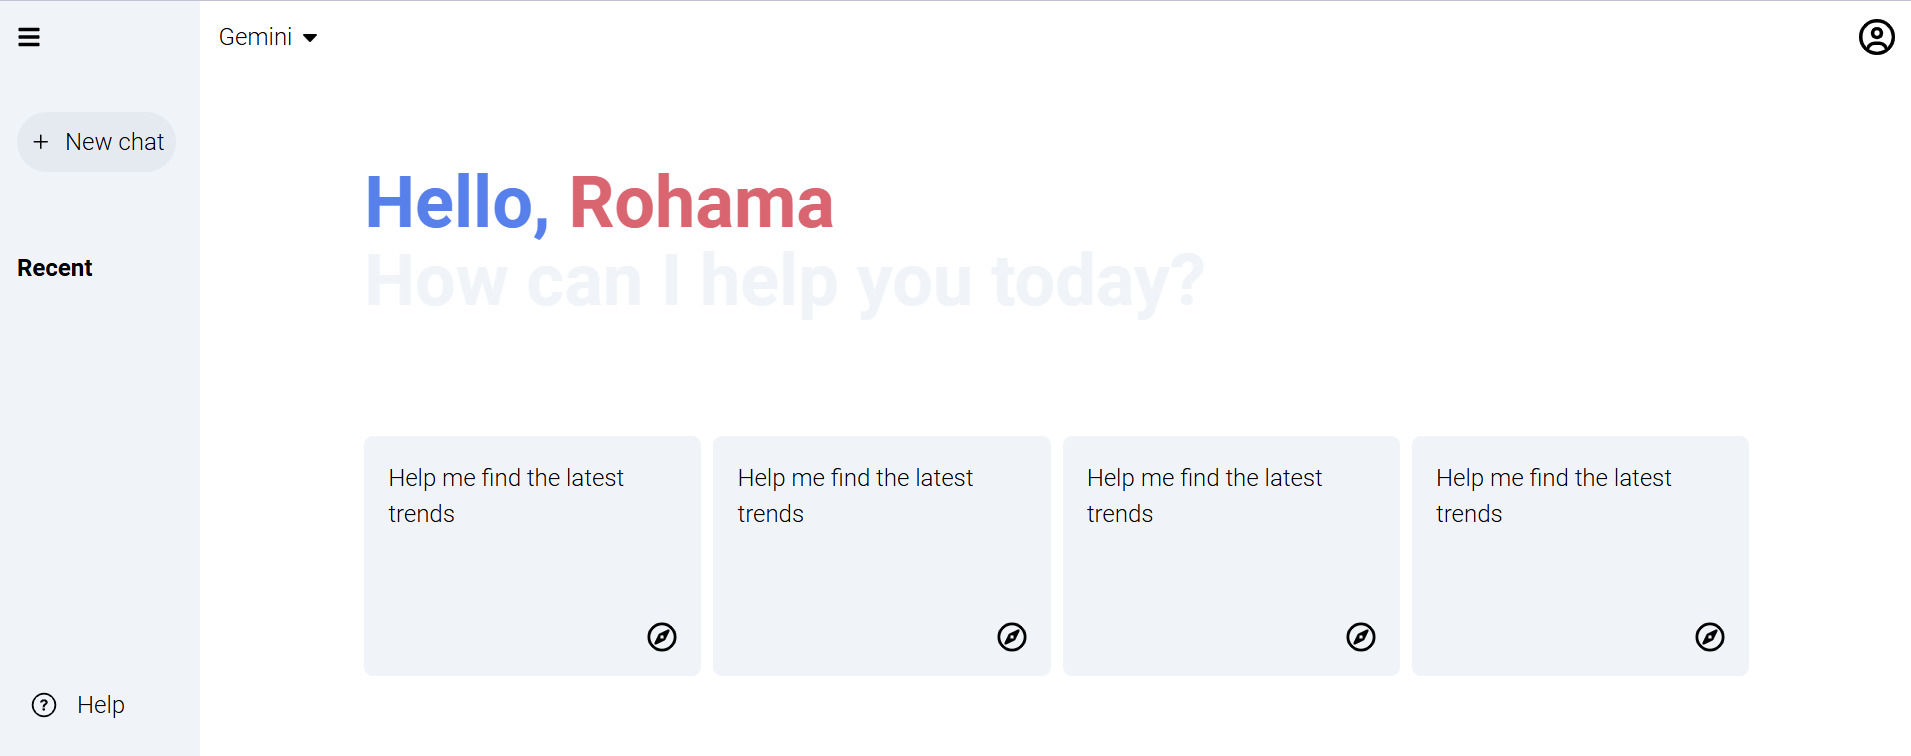 Gemini
New chat
Hello, Rohama
How can I help you today?
Recent
Help me find the latest
trends
Help me find the latest
trends
Help me find the latest
trends
Help me find the latest
trends
Help